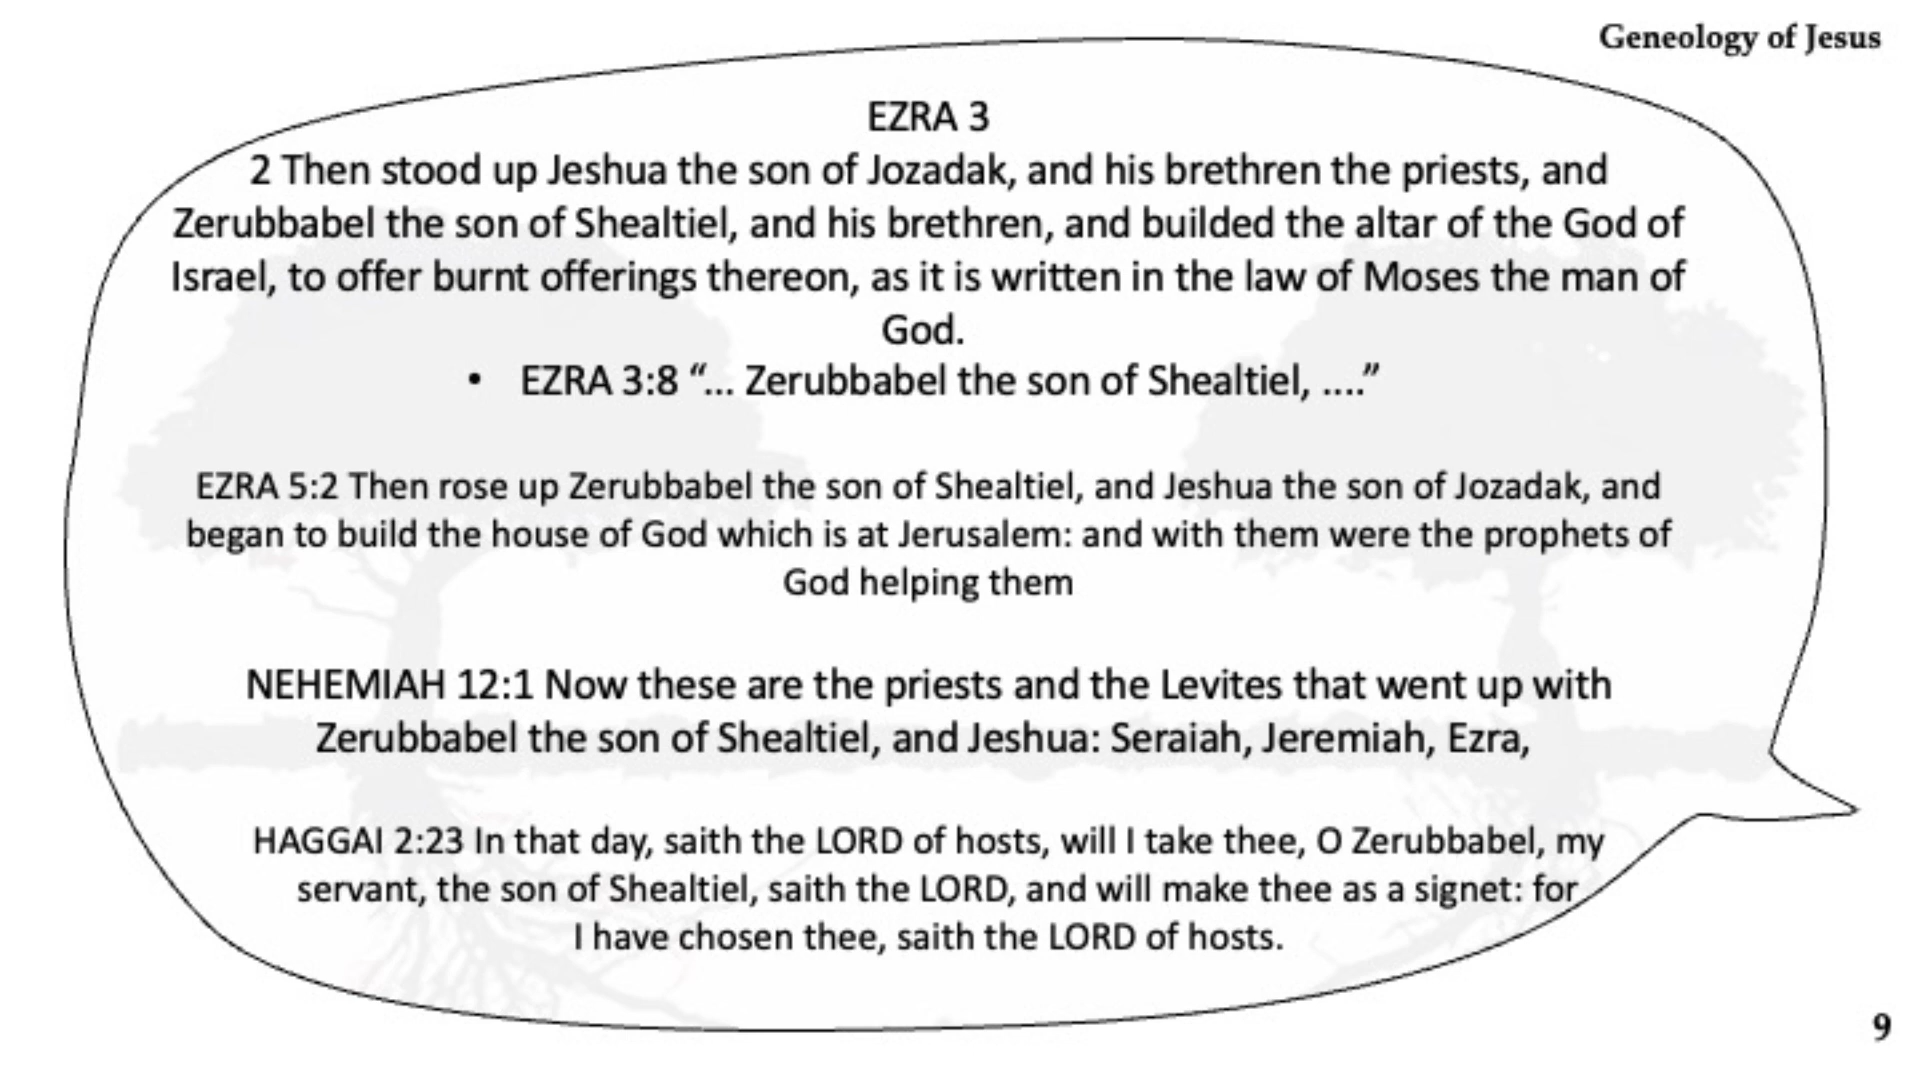 Geneology of Jesus
EZRA 3
2 Then stood up Jeshua the son of Jozadak, and his brethren the priests, and
Zerubbabel the son of Shealtiel, and his brethren, and builded the altar of the God of
Israel, to offer burnt offerings thereon, as it is written in the law of Moses the man of
God.
• EZRA 3:8 “... Zerubbabel the son of Shealtiel, ....”
EZRA 5:2 Then rose up Zerubbabel the son of Shealtiel, and Jeshua the son of Jozadak, and
began to build the house of God which is at Jerusalem: and with them were the prophets of
God helping them
NEHEMIAH 12:1 Now these are the priests and the Levites that went up with
Zerubbabel the son of Shealtiel, and Jeshua: Seraiah, Jeremiah, Ezra,
HAGGAI 2:23 In that day, saith the LORD of hosts, will I take thee, O Zerubbabel, my
servant, the son of Shealtiel, saith the LORD, and will make thee as a signet: for
I have chosen thee, saith the LORD of hosts.
9